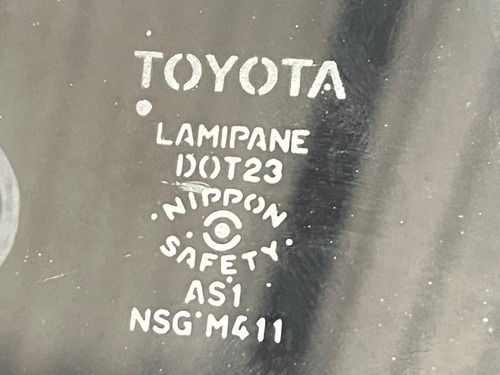 TOYOTA
LAMIPANE
DOT23
NIPPON
SAFETY
AS1
NSG M411